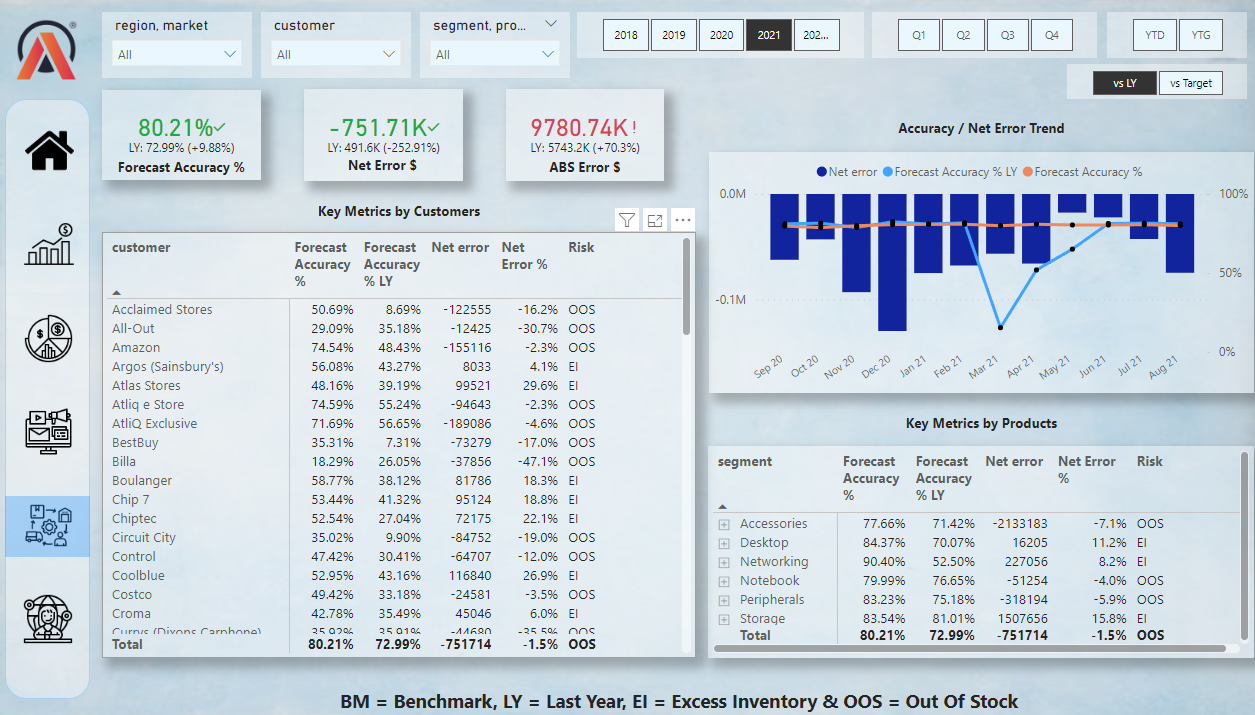 region, market
All
customer
All
segment, pro...
All
2018 2019 2020 2021 202...
Q1 Q2 Q3 Q4
YTD YTG
vs LY vs Target
80.21%
LY: 72.99% (+9.88%)
Forecast Accuracy %
-751.71K
LY: 491.6K (-252.91%)
Net Error $
9780.74K!
LY: 5743.2K (+70.3%)
ABS Error $
Key Metrics by Customers
customer Forecast Accuracy % Forecast Accuracy % LY Net error Net Error % Risk
Acclaimed Stores 50.69% 8.69% -122555 -16.2% OOS
All-Out 29.09% 35.18% -12425 -30.7% OOS
Amazon 74.54% 48.43% -155116 -2.3% OOS
Argos (Sainsbury's) 56.08% 43.27% 8033 4.1% EI
Atlas Stores 48.16% 39.19% 99521 29.6% EI
Atliq e Store 74.59% 55.24% -94643 -2.3% OOS
AtliQ Exclusive 71.69% 56.65% -189086 -4.6% OOS
BestBuy 35.31% 7.31% -73279 -17.0% OOS
Billa 18.29% 26.05% -37856 -47.1% OOS
Boulanger 58.77% 38.12% 81786 18.3% EI
Chip 7 53.44% 41.32% 95124 18.8% EI
Chiptec 52.54% 27.04% 72175 22.1% EI
Circuit City 35.02% 9.90% -84752 -19.0% OOS
Control 47.42% 30.41% -64707 -12.0% OOS
Coolblue 52.95% 43.16% 116840 26.9% EI
Costco 49.42% 33.18% -24581 -3.5% OOS
Croma 42.78% 35.49% 45046 6.0% EI
Currys (Dixons Carphone) 35.92% 35.91% -44680 -35.5% OOS
Total 80.21% 72.99% -751714 -1.5% OOS
Accuracy / Net Error Trend
Net error Forecast Accuracy % LY Forecast Accuracy %
0.0M 100%
50%
-0.1M
0%
Sep 20 Oct 20 Nov 20 Dec 20 Jan 21 Feb 21 Mar 21 Apr 21 May 21 Jun 21 Jul 21 Aug 21
Key Metrics by Products
segment Forecast Accuracy % Forecast Accuracy % LY Net error Net Error % Risk
Accessories 77.66% 71.42% -2133183 -7.1% OOS
Desktop 84.37% 70.07% 16205 11.2% EI
Networking 90.40% 52.50% 227056 8.2% EI
Notebook 79.99% 76.65% -51254 -4.0% OOS
Peripherals 83.23% 75.18% -318194 -5.9% OOS
Storage 83.54% 81.01% 1507656 15.8% EI
Total 80.21% 72.99% -751714 -1.5% OOS
BM = Benchmark, LY = Last Year, EI = Excess Inventory & OOS = Out Of Stock